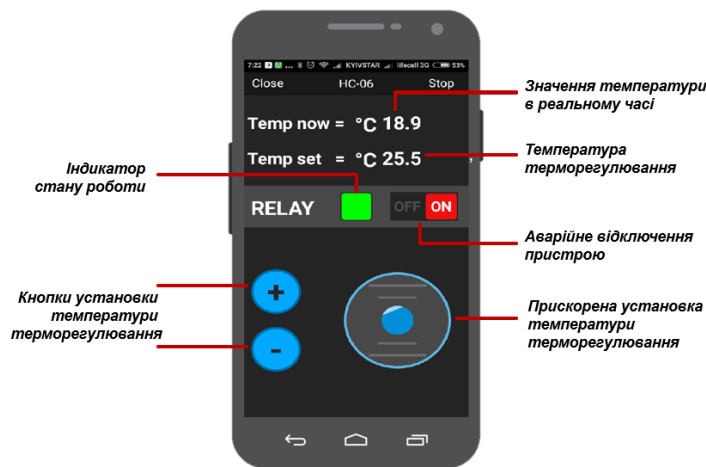 7:22 ... KYIVSTAR lifecell 3G 53%
Close HC-06 Stop
Temp now = °C 18.9
Temp set = °C 25.5
RELAY OFF ON
+
-
Значення температури
в реальному часі
Температура
терморегулювання
Індикатор
стану роботи
Аварійне відключення
пристрою
Кнопки установки
температури
терморегулювання
Прискорена установка
температури
терморегулювання